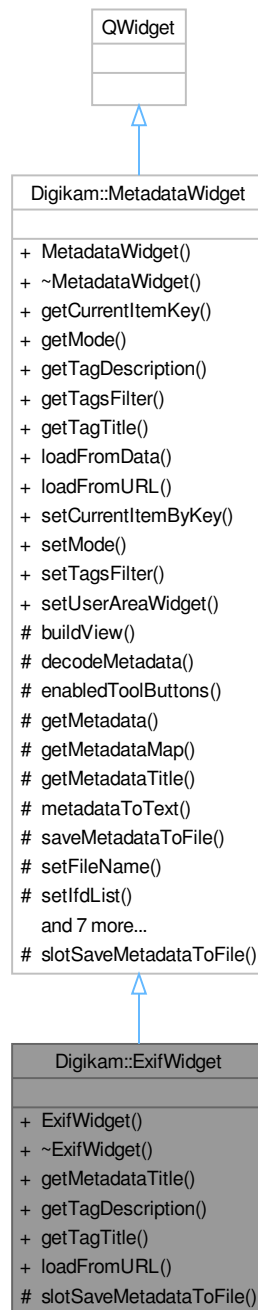 QWidget
Digikam::MetadataWidget
+ MetadataWidget()
+ ~MetadataWidget()
+ getCurrentItemKey()
+ getMode()
+ getTagDescription()
+ getTagsFilter()
+ getTagTitle()
+ loadFromData()
+ loadFromURL()
+ setCurrentItemByKey()
+ setMode()
+ setTagsFilter()
+ setUserAreaWidget()
# buildView()
# decodeMetadata()
# enabledToolButtons()
# getMetadata()
# getMetadataMap()
# getMetadataTitle()
# metadataToText()
# saveMetadataToFile()
# setFileName()
# setIfdList()
and 7 more...
# slotSaveMetadataToFile()
Digikam::ExifWidget
+ ExifWidget()
+ ~ExifWidget()
+ getMetadataTitle()
+ getTagDescription()
+ getTagTitle()
+ loadFromURL()
# slotSaveMetadataToFile()